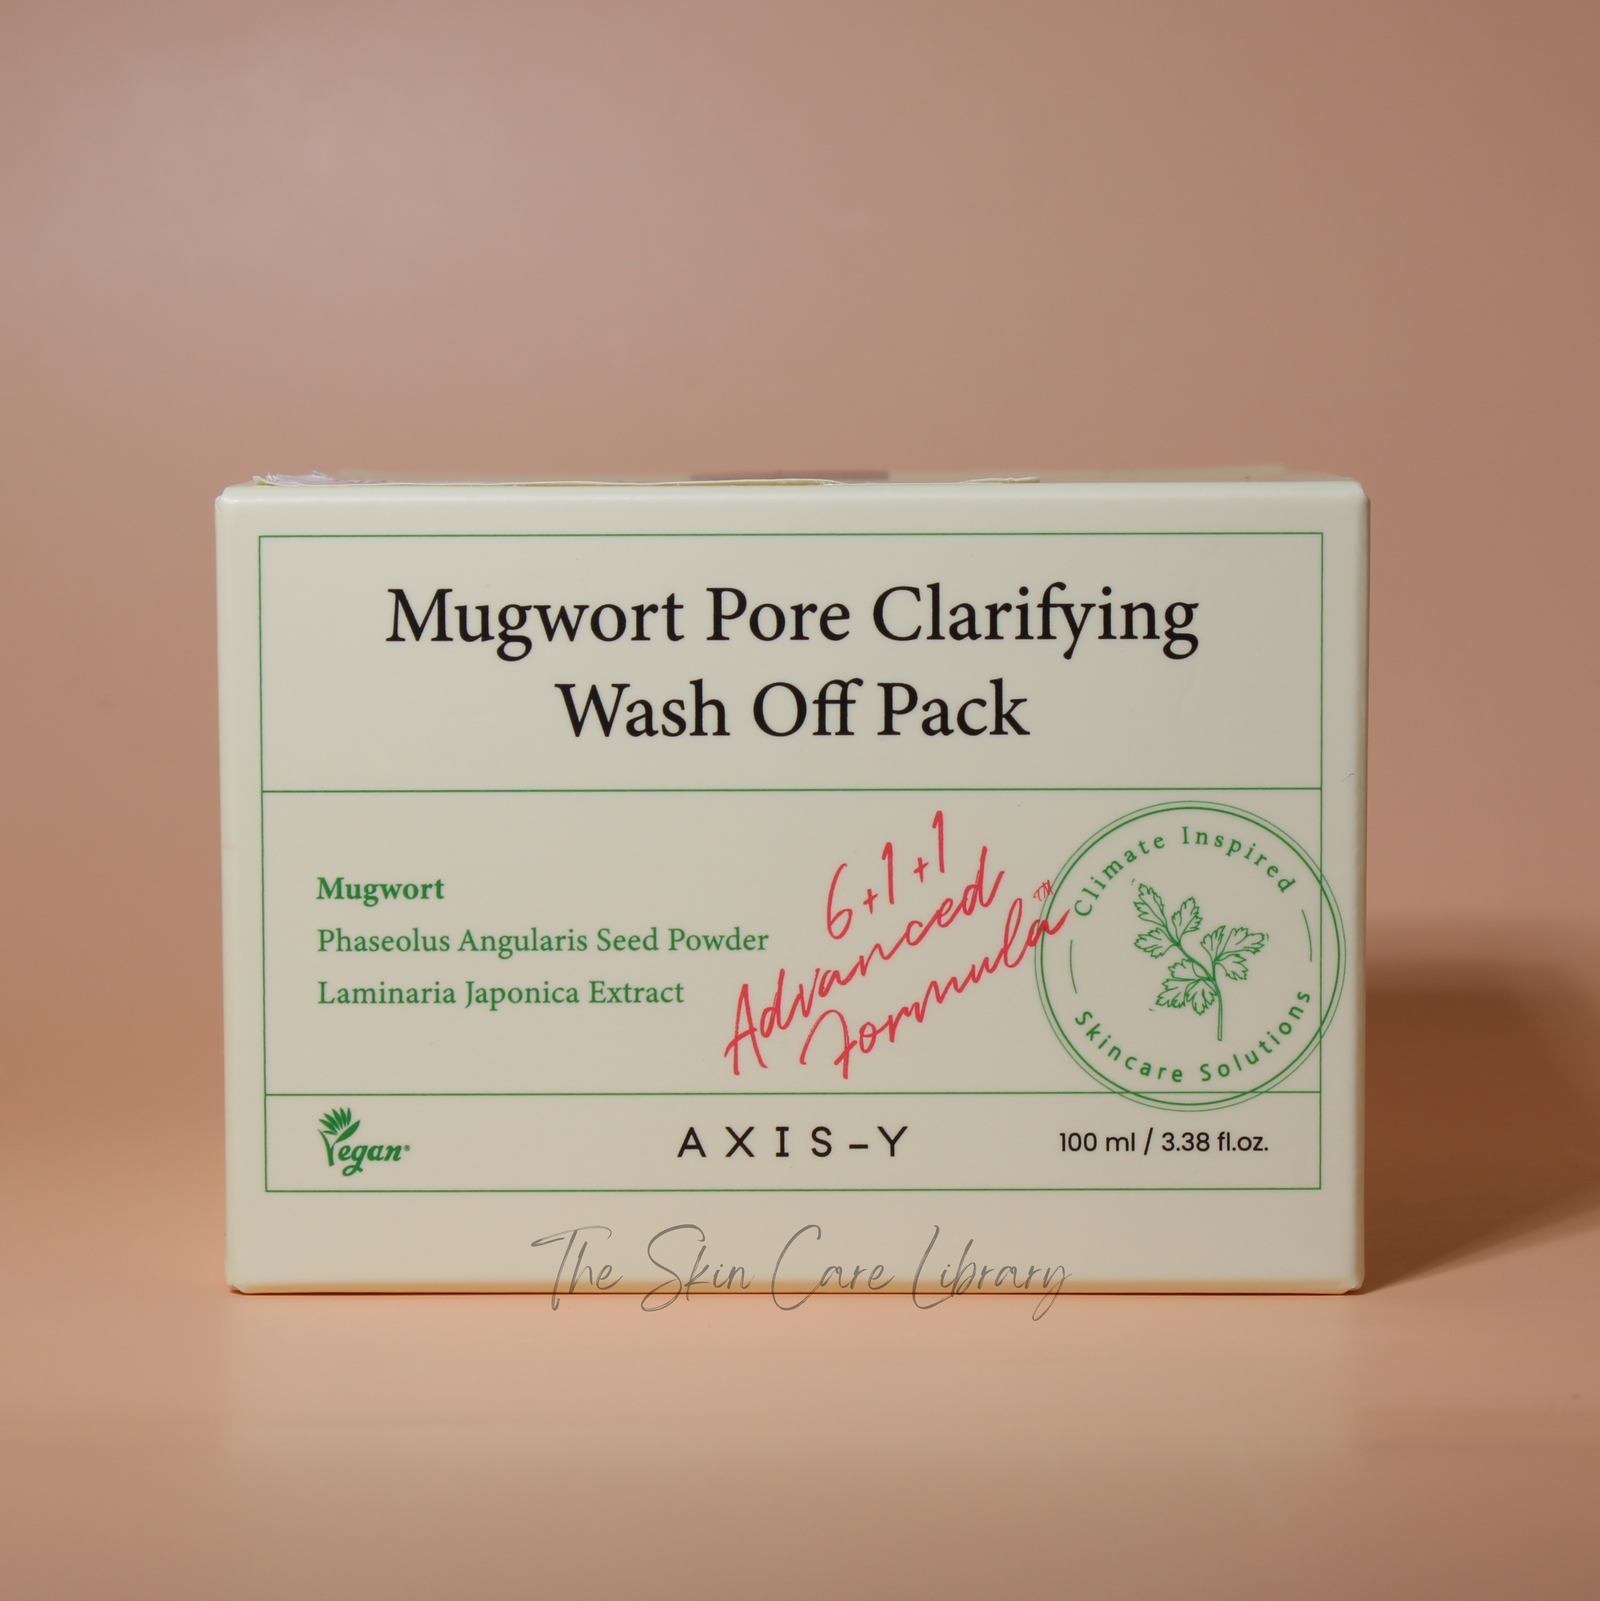 Mugwort Pore Clarifying
Wash Off Pack
Mugwort
Phaseolus Angularis Seed Powder
Laminaria Japonica Extract
6+1+1
Advanced
Formula™
Climate Inspired
Skincare Solutions
Vegan®
AXIS-Y
100 ml / 3.38 fl.oz.
The Skin Care Library